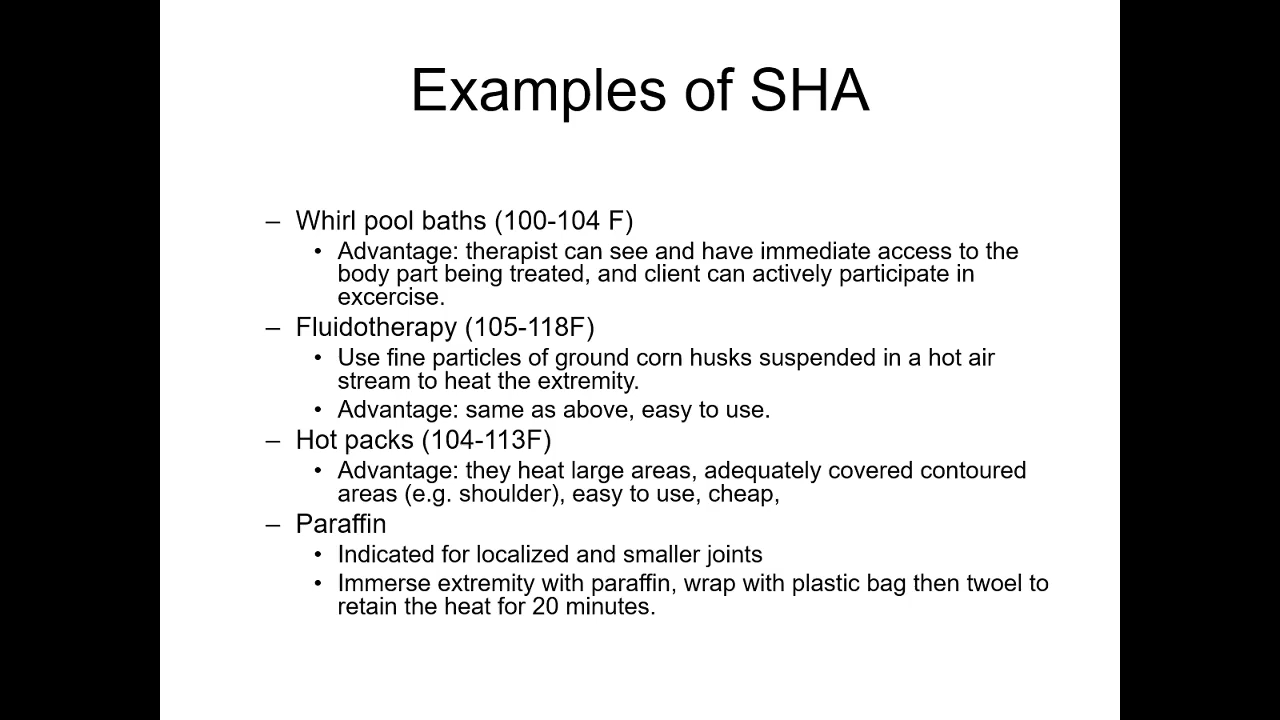 Examples of SHA
– Whirl pool baths (100-104 F)
• Advantage: therapist can see and have immediate access to the
body part being treated, and client can actively participate in
excercise.
– Fluidotherapy (105-118F)
• Use fine particles of ground corn husks suspended in a hot air
stream to heat the extremity.
• Advantage: same as above, easy to use.
– Hot packs (104-113F)
• Advantage: they heat large areas, adequately covered contoured
areas (e.g. shoulder), easy to use, cheap,
– Paraffin
• Indicated for localized and smaller joints
• Immerse extremity with paraffin, wrap with plastic bag then twoel to
retain the heat for 20 minutes.